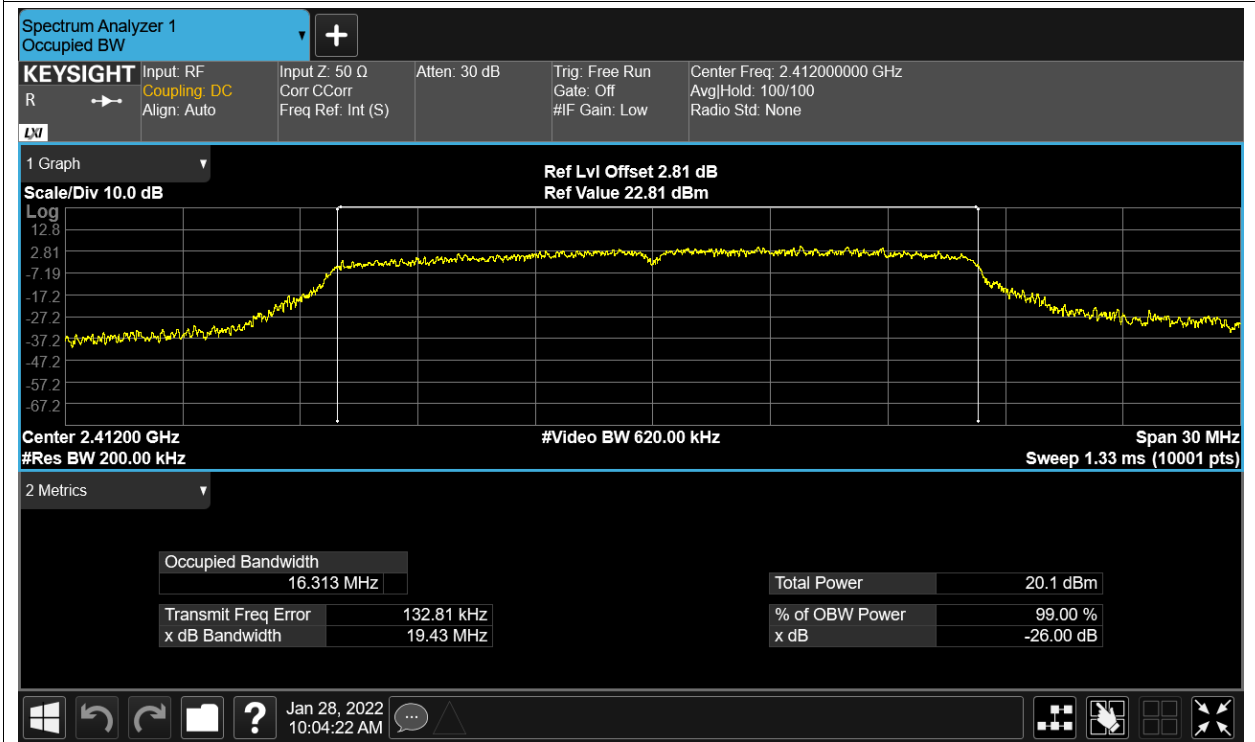 Spectrum Analyzer 1
Occupied BW
KEYSIGHT
R
LXI
Input: RF
Coupling: DC
Align: Auto
Input Z: 50 Ω
Corr CCorr
Freq Ref: Int (S)
Atten: 30 dB
Trig: Free Run
Gate: Off
#IF Gain: Low
Center Freq: 2.412000000 GHz
Avg|Hold: 100/100
Radio Std: None
1 Graph
Scale/Div 10.0 dB
Ref Lvl Offset 2.81 dB
Ref Value 22.81 dBm
Log
12.8
2.81
-7.19
-17.2
-27.2
-37.2
-47.2
-57.2
-67.2
Center 2.41200 GHz
#Video BW 620.00 kHz
Span 30 MHz
#Res BW 200.00 kHz
Sweep 1.33 ms (10001 pts)
2 Metrics
Occupied Bandwidth
16.313 MHz
Total Power 20.1 dBm
Transmit Freq Error 132.81 kHz
% of OBW Power 99.00 %
x dB Bandwidth 19.43 MHz
x dB -26.00 dB
?
Jan 28, 2022
10:04:22 AM